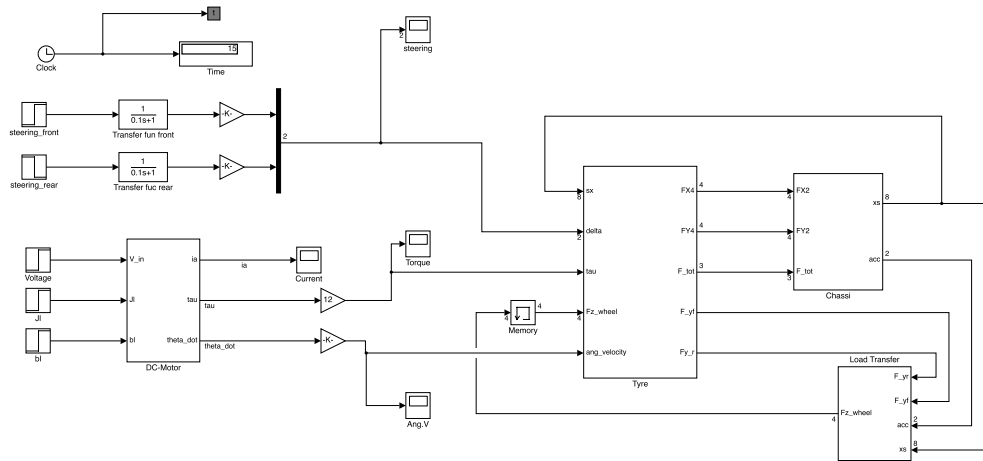 t
15
Clock
Time
steering
2
steering_front
1
0.1s+1
Transfer fun front
-K-
2
steering_rear
1
0.1s+1
Transfer fuc rear
-K-
sx
8
delta
2
tau
Fz_wheel
4
ang_velocity
FX4
4
FY4
4
F_tot
3
F_yf
Fy_r
Tyre
FX2
4
FY2
4
F_tot
3
xs
8
acc
2
Chassi
Voltage
Jl
bl
V_in
Jl
bl
ia
tau
theta_dot
DC-Motor
ia
tau
theta_dot
Current
Torque
12
-K-
Ang.V
4
4
Memory
Load Transfer
F_yr
F_yf
acc
2
xs
8
Fz_wheel
4